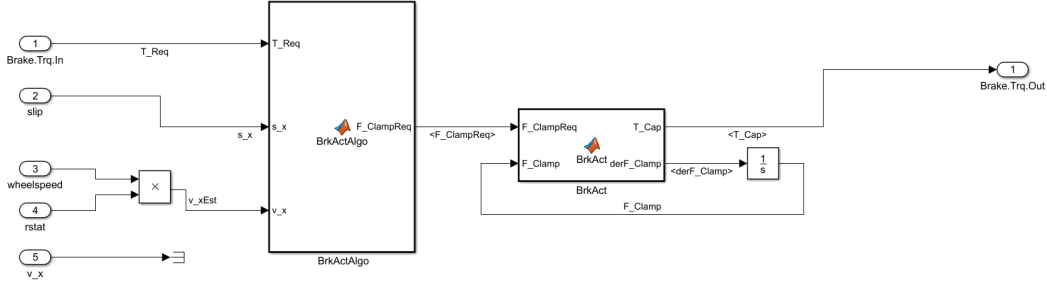 1
Brake.Trq.In
T_Req
2
slip
s_x
3
wheelspeed
4
rstat
×
v_xEst
5
v_x
T_Req
s_x
v_x
BrkActAlgo
F_ClampReq
BrkActAlgo
<F_ClampReq>
F_ClampReq
F_Clamp
BrkAct
T_Cap
derF_Clamp
BrkAct
<T_Cap>
<derF_Clamp>
1
s
F_Clamp
1
Brake.Trq.Out